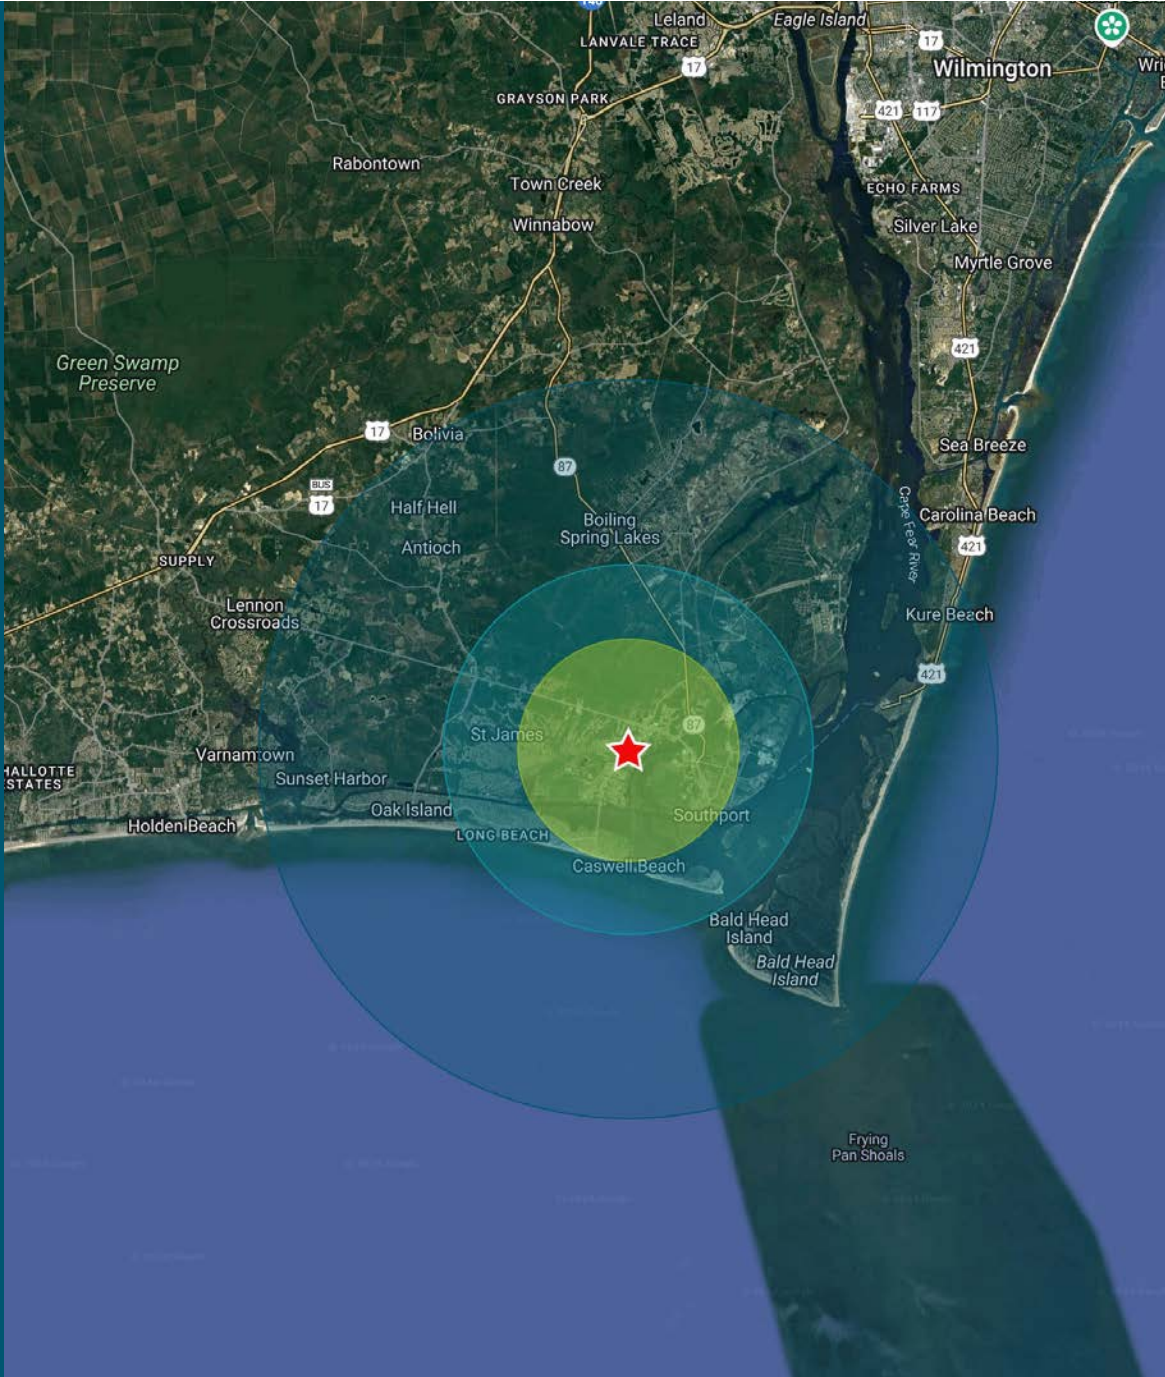 140
Leland
Eagle Island
LANVALE TRACE
17
17
Wilmington
GRAYSON PARK
421
117
Rabontown
Town Creek
ECHO FARMS
Winnabow
Silver Lake
Myrtle Grove
421
Green Swamp
Preserve
17
Bolivia
Sea Breeze
87
BUS
17
Half Hell
Boiling
Spring Lakes
Cape Fear River
Carolina Beach
Antioch
421
SUPPLY
Lennon
Crossroads
Kure Beach
421
87
St James
Varnamtown
Sunset Harbor
Oak Island
Southport
Holden Beach
LONG BEACH
Caswell Beach
Bald Head
Island
Bald Head
Island
Frying
Pan Shoals